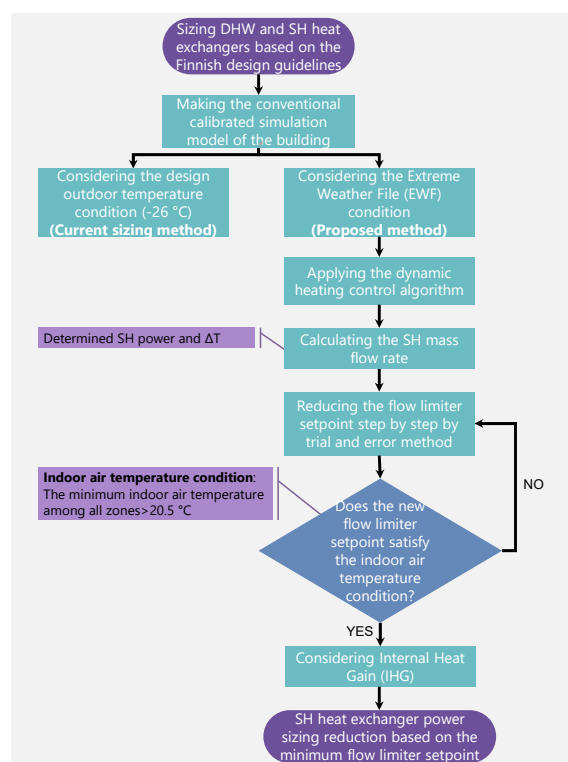 Sizing DHW and SH heat
exchangers based on the
Finnish design guidelines
Making the conventional
calibrated simulation
model of the building
Considering the design
outdoor temperature
condition (-26 °C)
(Current sizing method)
Considering the Extreme
Weather File (EWF)
condition
(Proposed method)
Applying the dynamic
heating control algorithm
Determined SH power and ΔT
Calculating the SH mass
flow rate
Reducing the flow limiter
setpoint step by step by
trial and error method
Indoor air temperature condition:
The minimum indoor air temperature
among all zones>20.5 °C
NO
Does the new
flow limiter
setpoint satisfy
the indoor air
temperature
condition?
YES
Considering Internal Heat
Gain (IHG)
SH heat exchanger power
sizing reduction based on the
minimum flow limiter setpoint